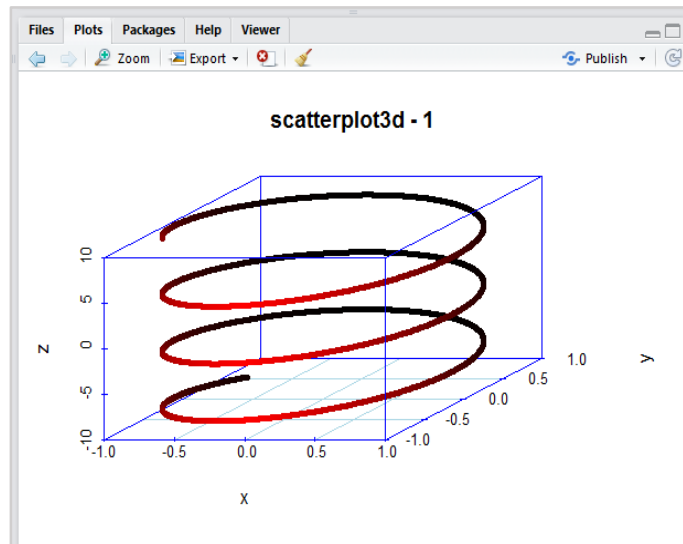 Files Plots Packages Help Viewer
Zoom Export Publish
scatterplot3d - 1
10
5
0
-5
-10
z
-1.0 -0.5 0.0 0.5 1.0
x
-1.0
-0.5
0.0
0.5
1.0
y